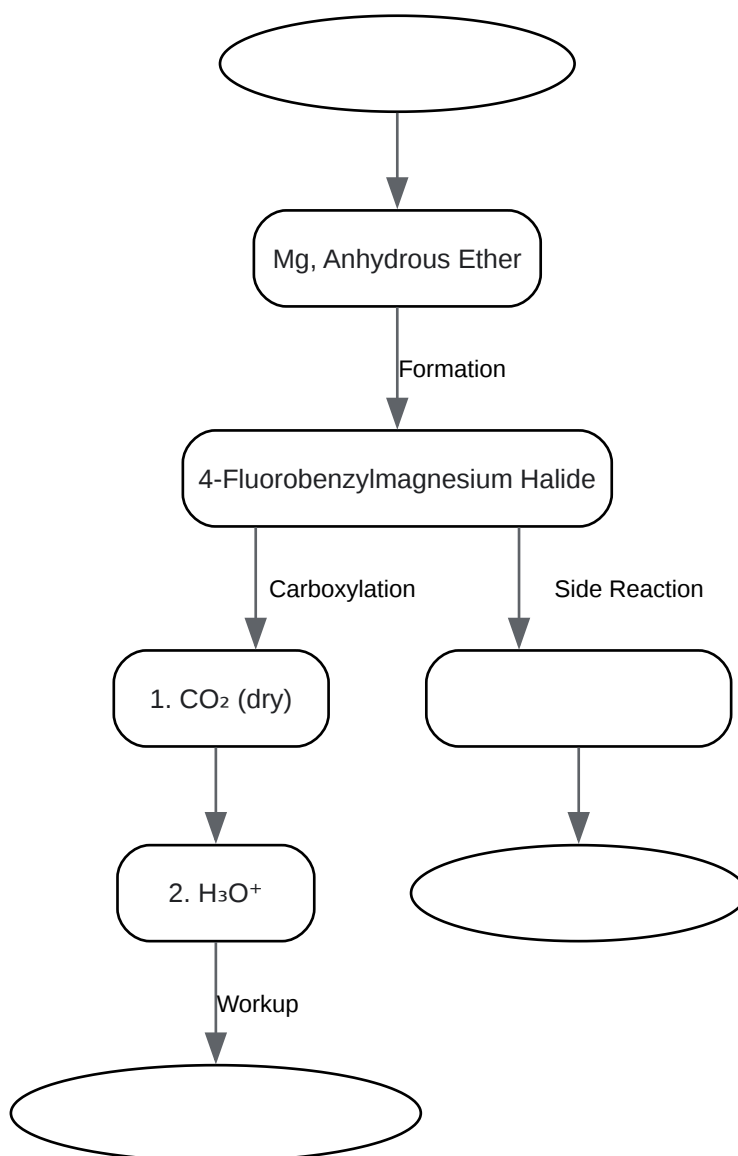 Mg, Anhydrous Ether
Formation
4-Fluorobenzylmagnesium Halide
Carboxylation
Side Reaction
1. CO₂ (dry)
2. H₃O⁺
Workup